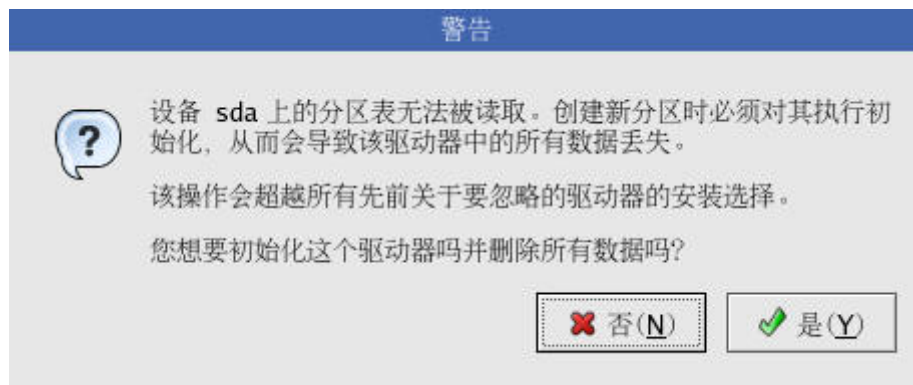 警告
设备 sda 上的分区表无法被读取。创建新分区时必须对其执行初
始化，从而会导致该驱动器中的所有数据丢失。
该操作会超越所有先前关于要忽略的驱动器的安装选择。
您想要初始化这个驱动器吗并删除所有数据吗?
否(N)
是(Y)